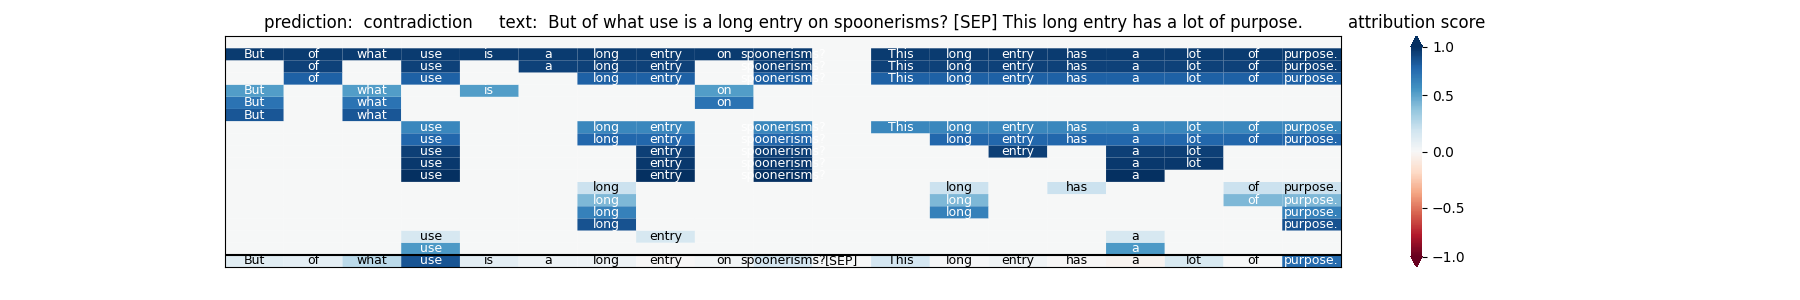 prediction:  contradiction     text:  But of what use is a long entry on spoonerisms? [SEP] This long entry has a lot of purpose.     attribution score
But of what use is a long entry on spoonerism This long entry has a lot of purpose. 1.0
of use a long entry spoonerism This long entry has a lot of purpose.
of use long entry spoonerism This long entry has a lot of purpose.
But what is on 0.5
But what on
But what
use long entry spoonerism This long entry has a lot of purpose.
use long entry spoonerism long entry has a lot of purpose.
use entry spoonerism entry a lot 0.0
use entry spoonerism a lot
use entry spoonerism a
long long has of purpose.
long long of purpose.
long long purpose. −0.5
long purpose.
use entry a
use a
But of what use is a long entry on spoonerisms?[SEP] This long entry has a lot of purpose. −1.0